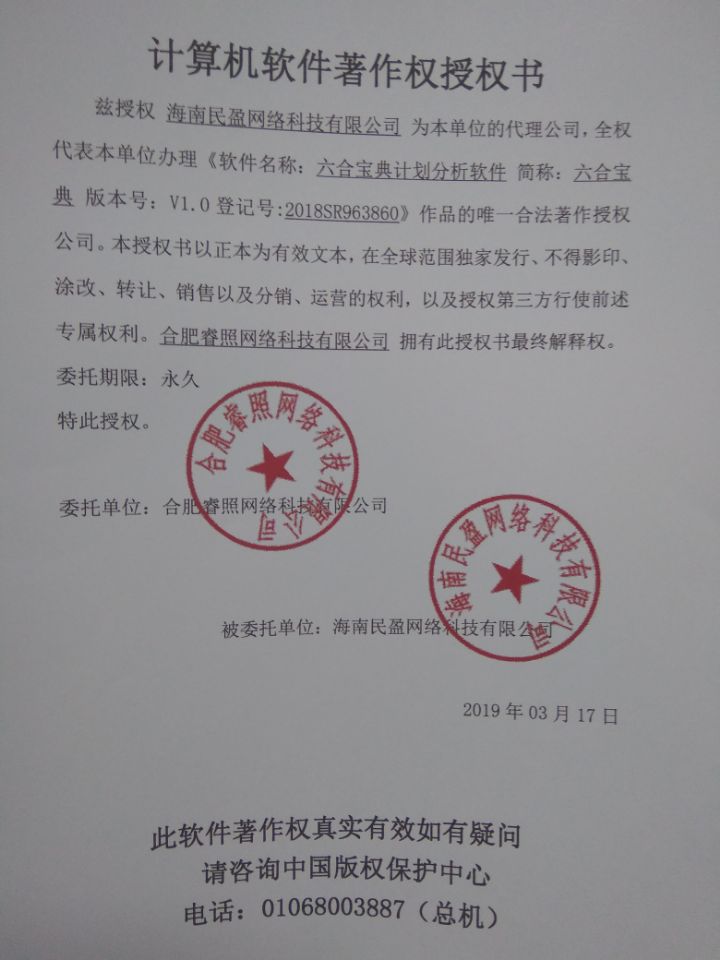 计算机软件著作权授权书
兹授权 海南民盈网络科技有限公司 为本单位的代理公司,全权
代表本单位办理《软件名称：六合宝典计划分析软件 简称：六合宝
典 版本号：V1.0 登记号:2018SR963860》作品的唯一合法著作授权
公司。本授权书以正本为有效文本，在全球范围独家发行、不得影印、
涂改、转让、销售以及分销、运营的权利，以及授权第三方行使前述
专属权利。合肥睿照网络科技有限公司 拥有此授权书最终解释权。
委托期限：永久
特此授权。
合肥睿照网络科技有限公司
委托单位：合肥睿照网络科技有限公司
海南民盈网络科技有限公司
被委托单位：海南民盈网络科技有限公司
2019 年 03 月 17 日
此软件著作权真实有效如有疑问
请咨询中国版权保护中心
电话：01068003887（总机）